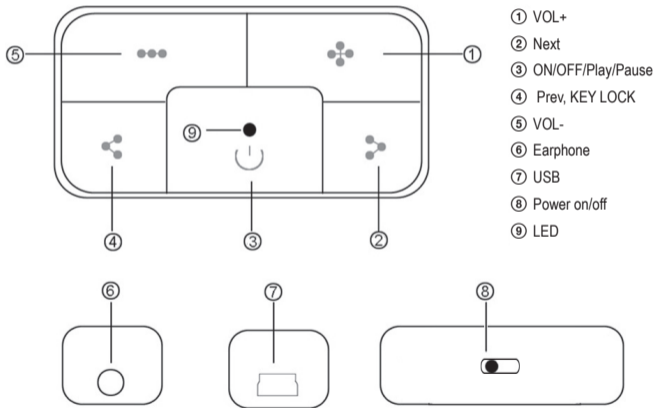 ① VOL+
② Next
③ ON/OFF/Play/Pause
④ Prev, KEY LOCK
⑤ VOL-
⑥ Earphone
⑦ USB
⑧ Power on/off
⑨ LED
⑤
①
⑨
④
③
②
⑥
⑦
⑧